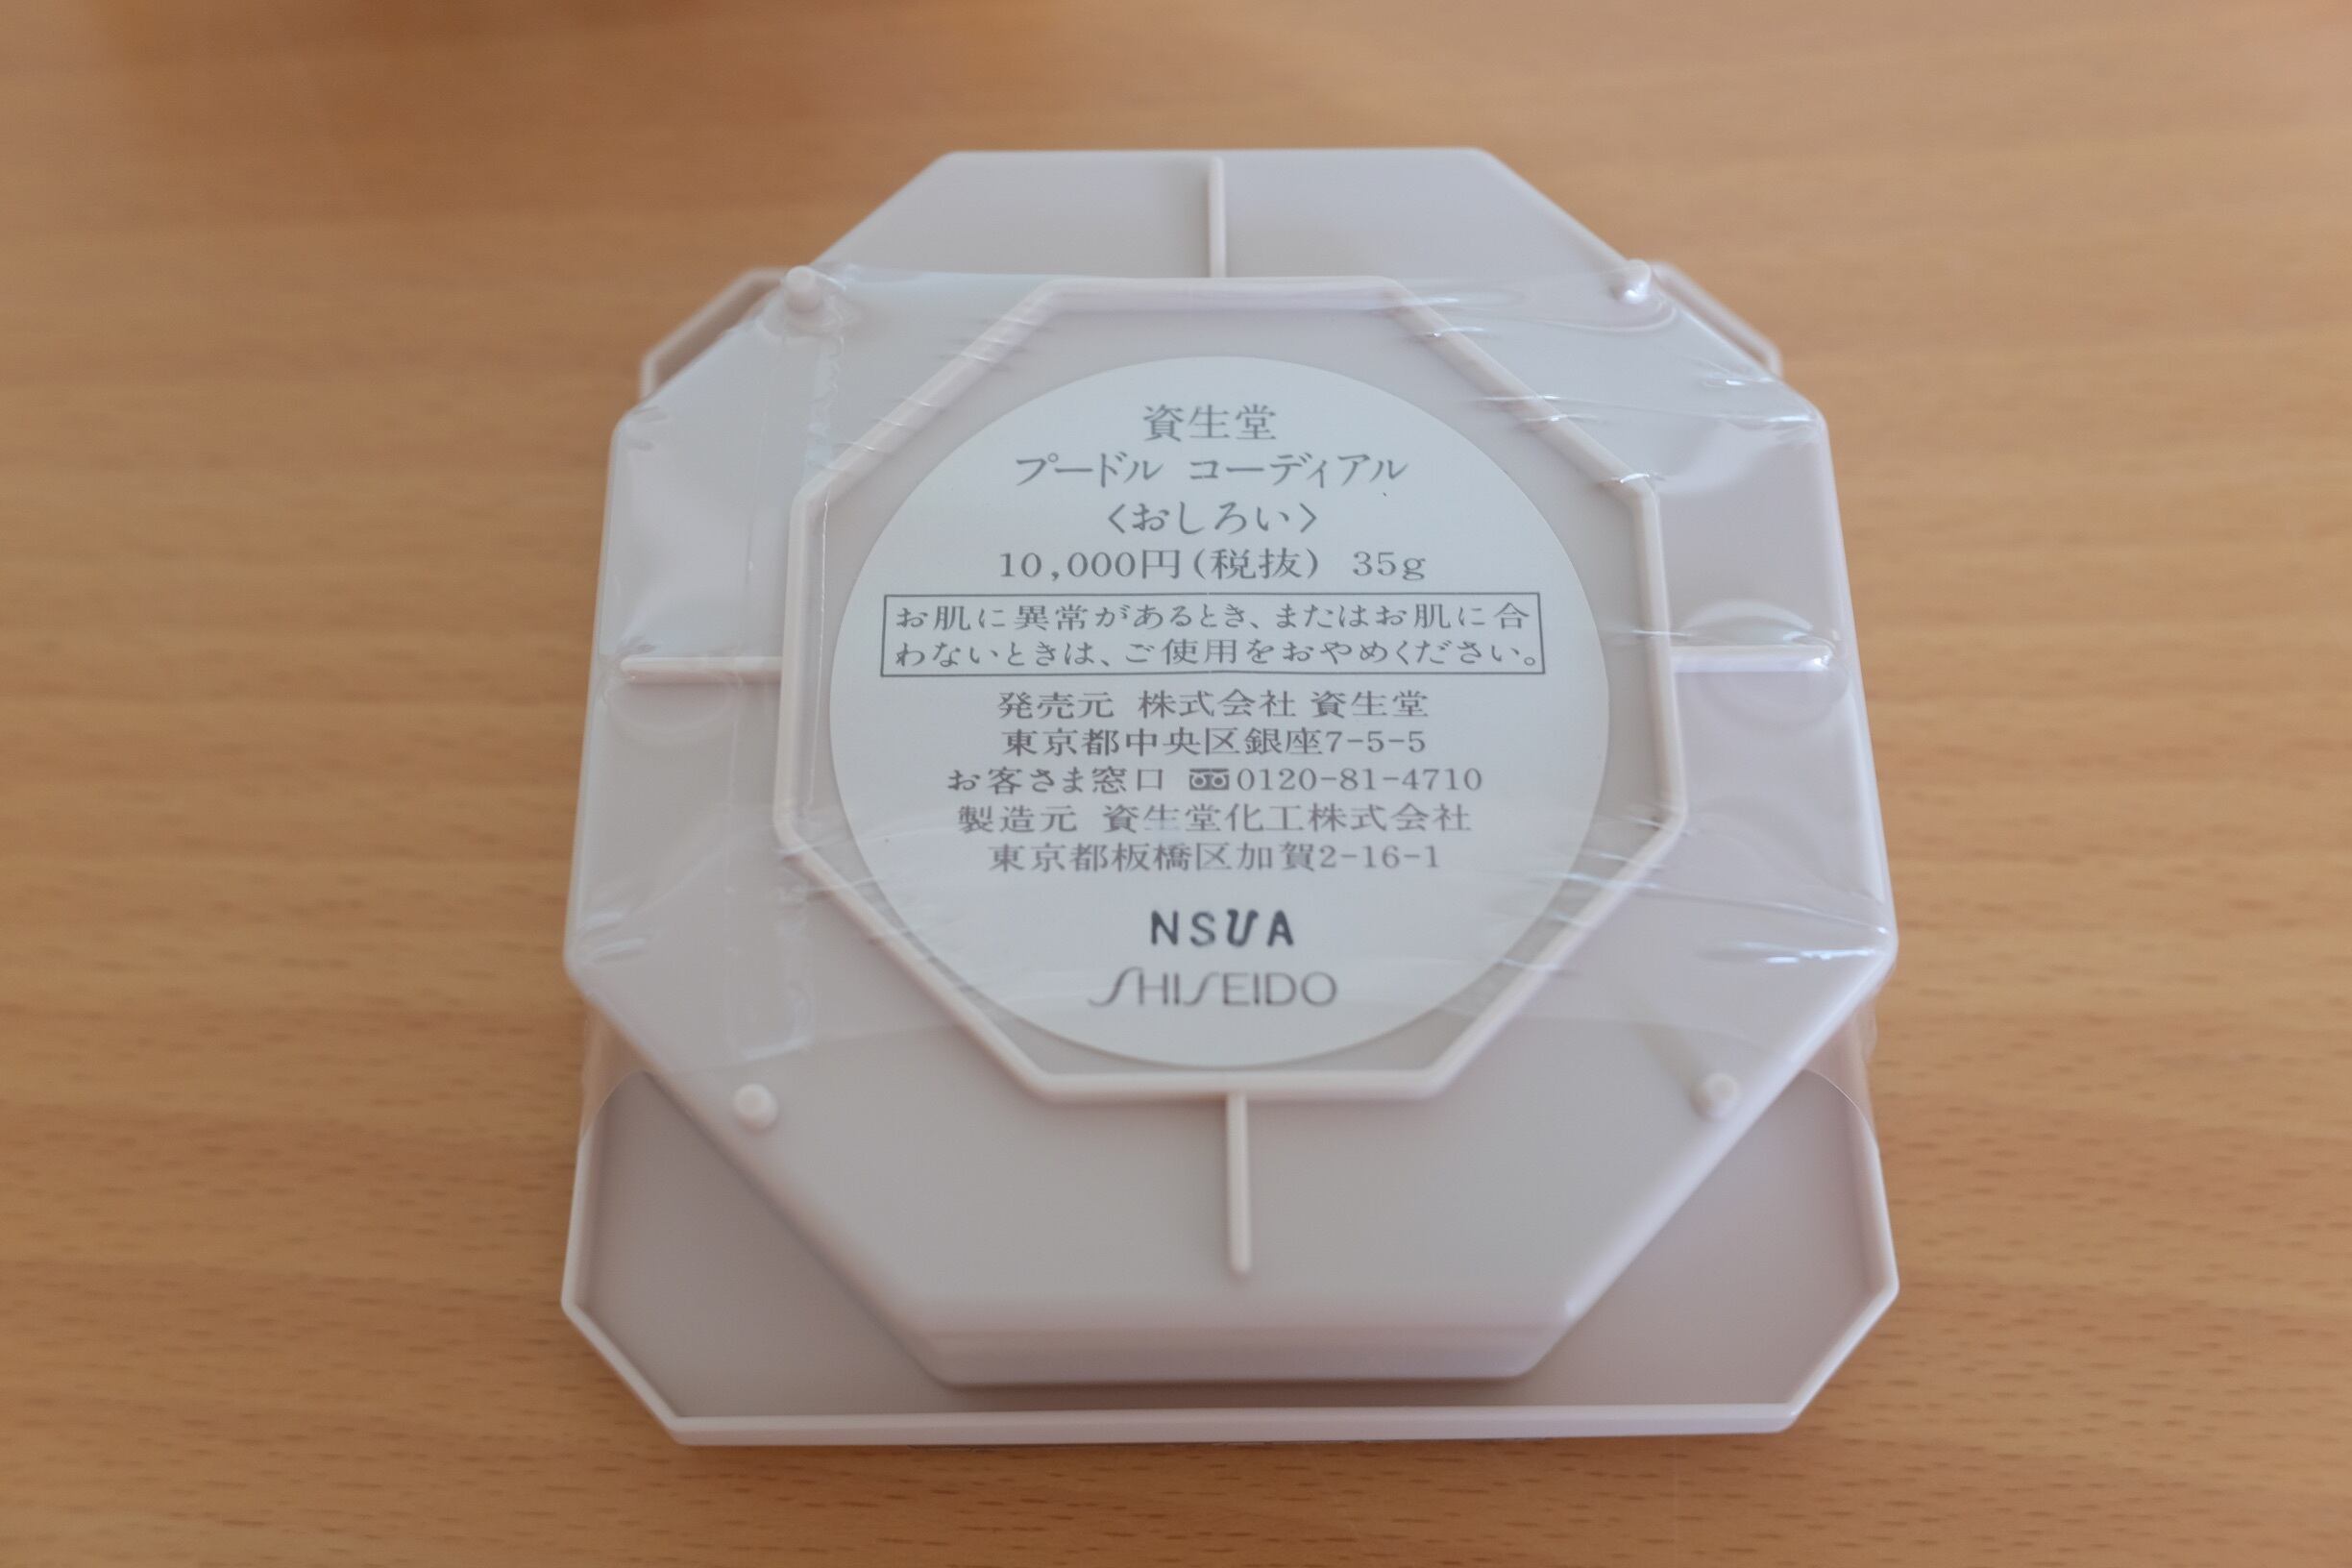 資生堂
プードル コーディアル
〈おしろい〉
10,000円(税抜) 35g
お肌に異常があるとき、またはお肌に合
わないときは、ご使用をおやめください。
発売元 株式会社 資生堂
東京都中央区銀座7-5-5
お客さま窓口 0120-81-4710
製造元 資生堂化工株式会社
東京都板橋区加賀2-16-1
NSUA
SHISEIDO